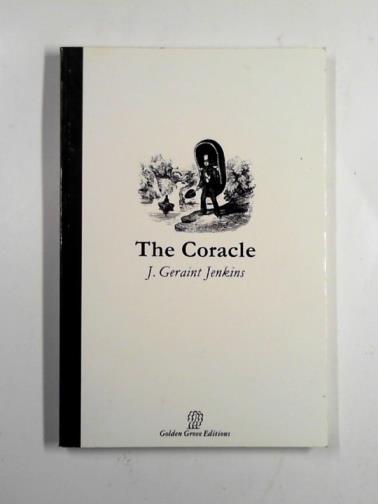 The Coracle
J. Geraint Jenkins
Golden Grove Editions